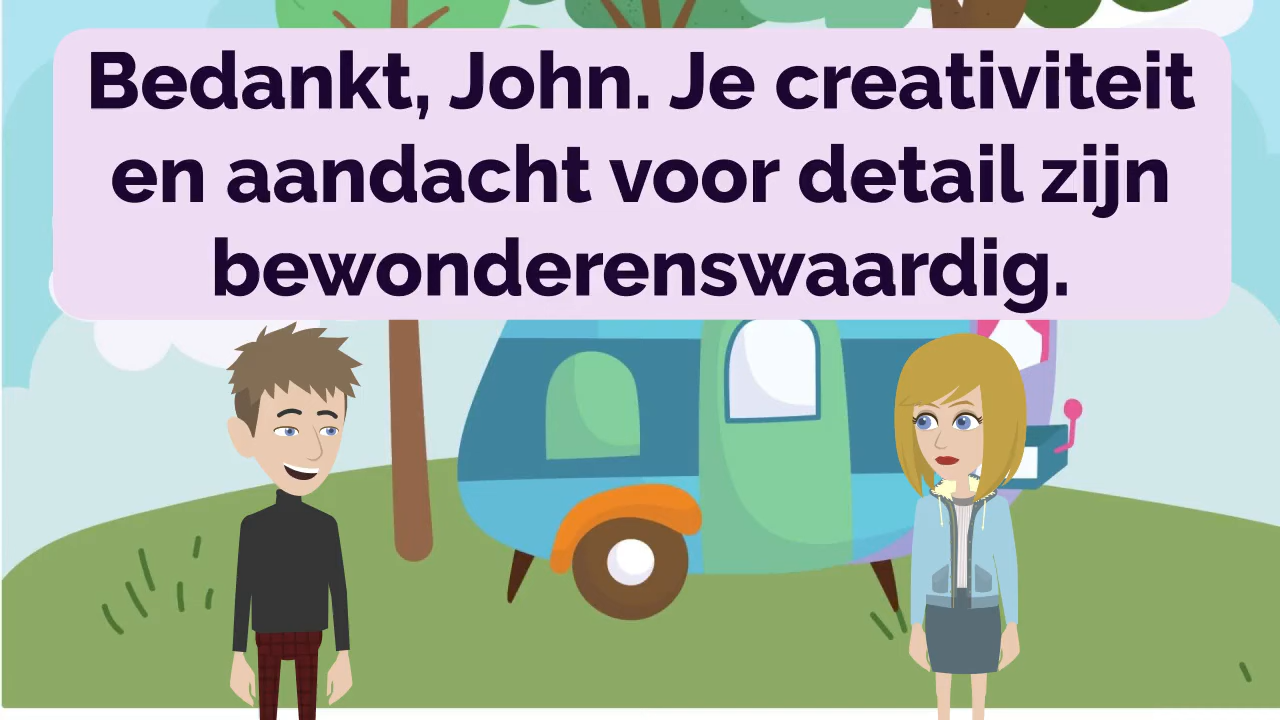 Bedankt, John. Je creativiteit
en aandacht voor detail zijn
bewonderenswaardig.